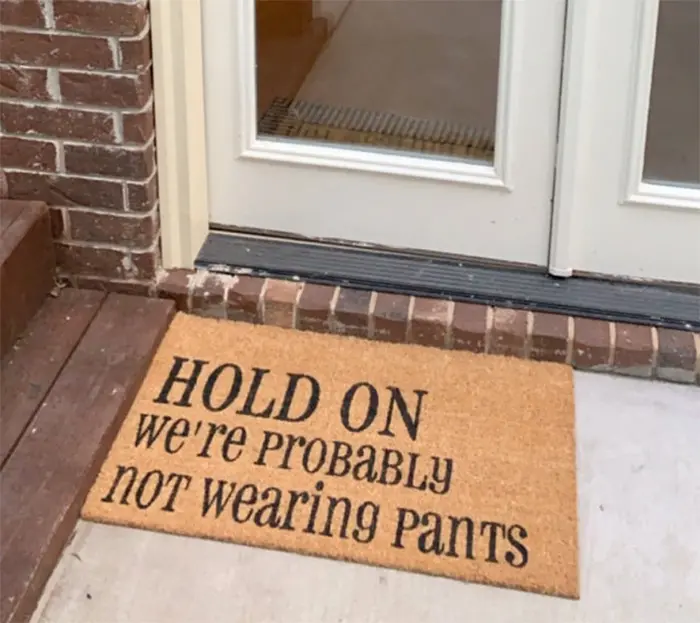 HOLD ON
we're PRobabLy
noT wearing Pants